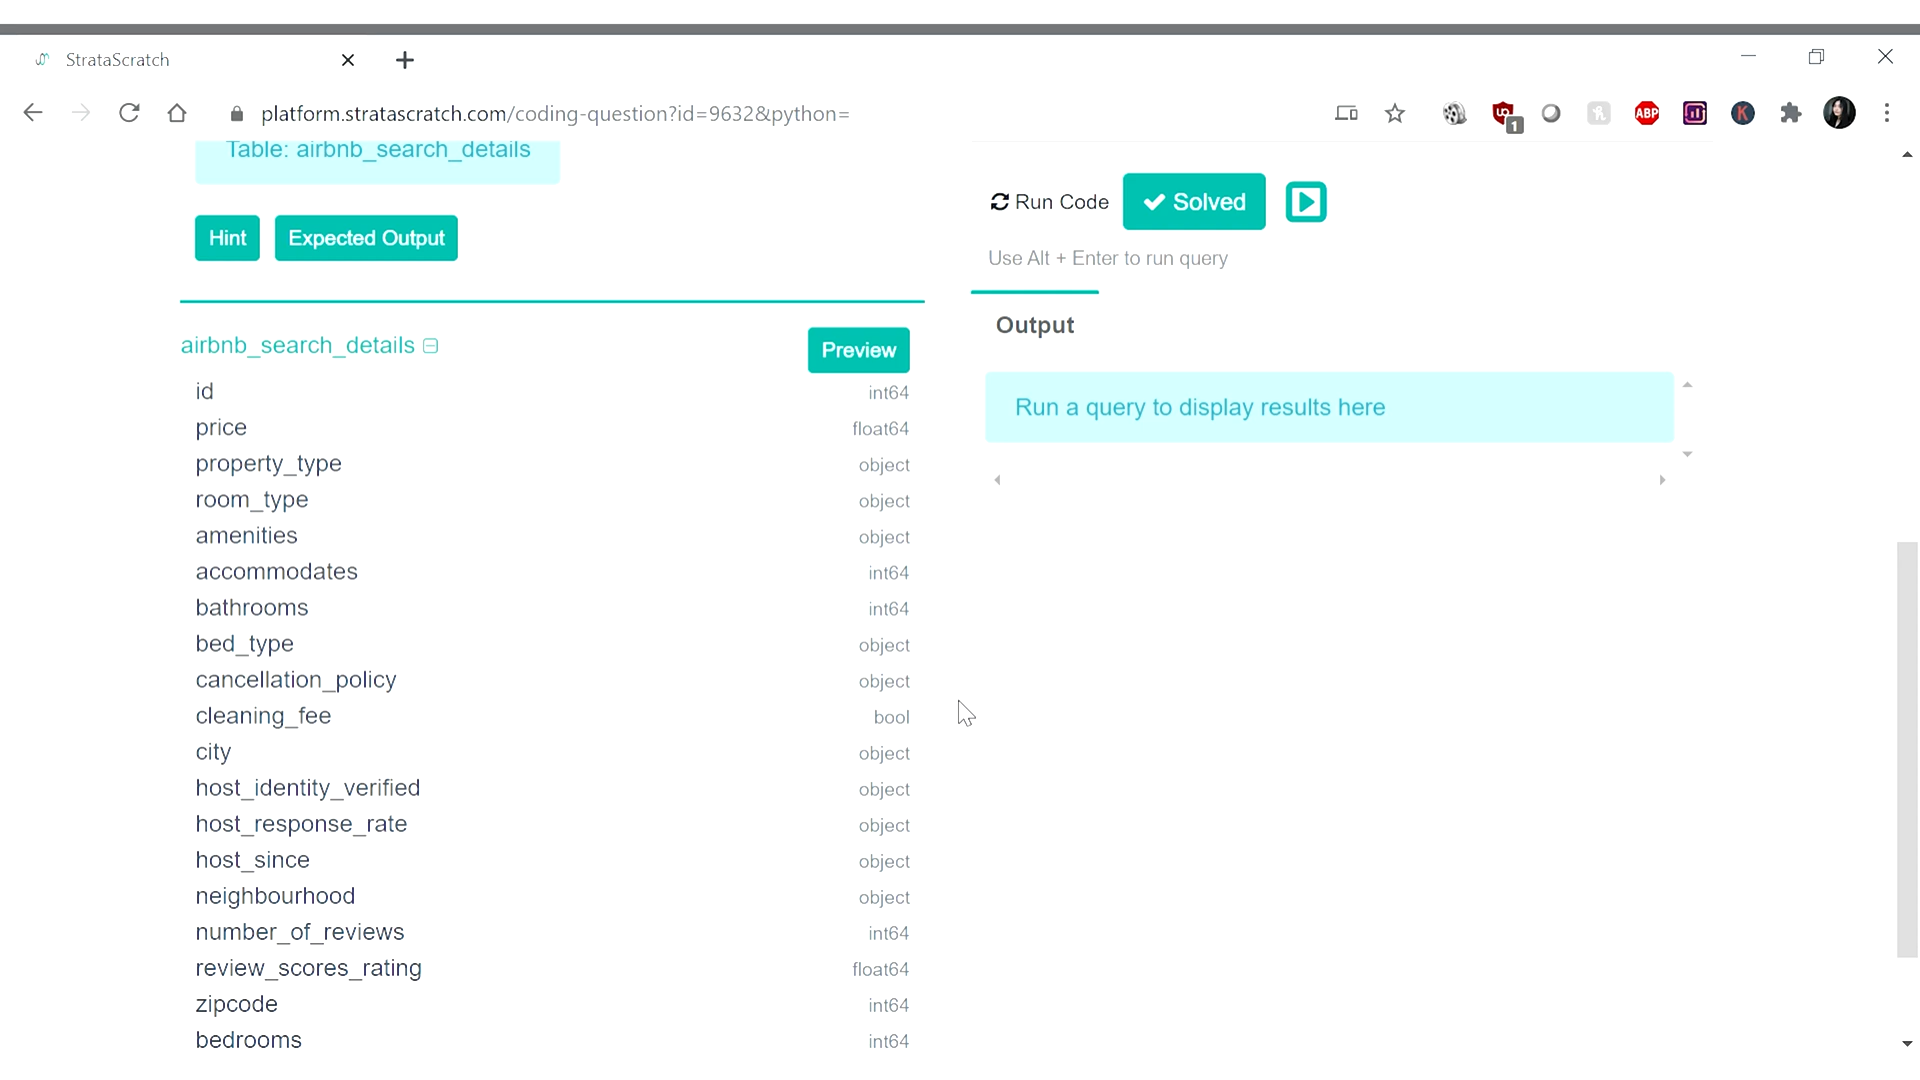 StrataScratch
platform.stratascratch.com/coding-question?id=9632&python=
1
ABP
K
Table: airbnb_search_details
Hint
Expected Output
airbnb_search_details
Preview
id int64
price float64
property_type object
room_type object
amenities object
accommodates int64
bathrooms int64
bed_type object
cancellation_policy object
cleaning_fee bool
city object
host_identity_verified object
host_response_rate object
host_since object
neighbourhood object
number_of_reviews int64
review_scores_rating float64
zipcode int64
bedrooms int64
Run Code
Solved
Use Alt + Enter to run query
Output
Run a query to display results here